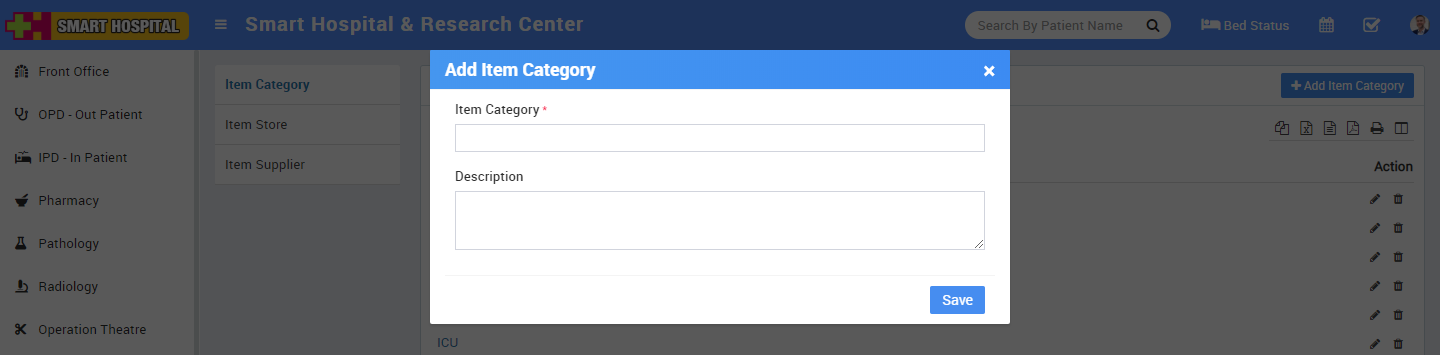 SMART HOSPITAL
Smart Hospital & Research Center
Search By Patient Name
Bed Status
Front Office
OPD - Out Patient
IPD - In Patient
Pharmacy
Pathology
Radiology
Operation Theatre
Item Category
Item Store
Item Supplier
Add Item Category
×
Item Category *
Description
Save
+ Add Item Category
Action
ICU